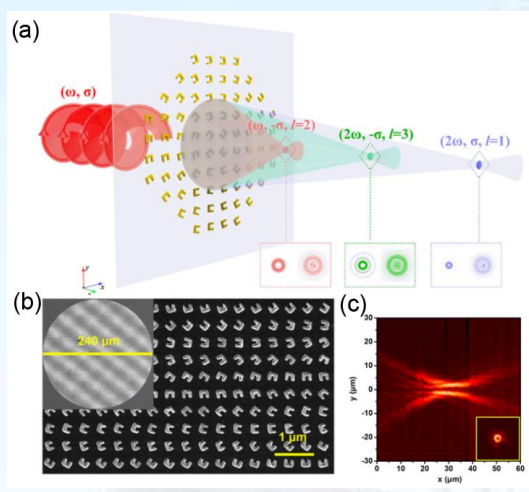 (a)
(ω, σ)
(ω, -σ, l=2)
(2ω, -σ, l=3)
(2ω, σ, l=1)
y
x
(b)
240 μm
1 μm
(c)
30
20
10
0
-10
-20
-30
y (μm)
0 10 20 30 40 50 60
x (μm)